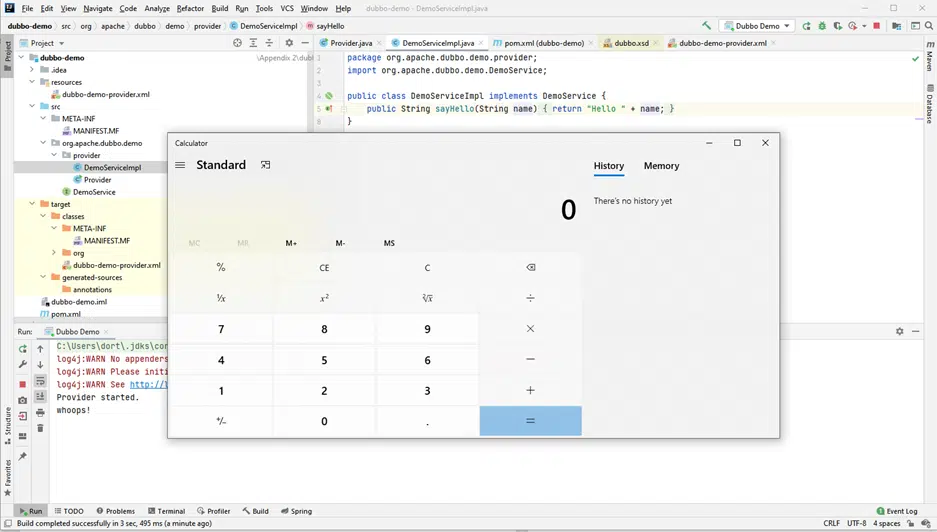 File Edit View Navigate Code Analyze Refactor Build Run Tools VCS Window Help dubbo-demo - DemoServiceImpl.java
dubbo-demo src org apache dubbo demo provider DemoServiceImpl sayHello
Dubbo Demo
Project
Provider.java DemoServiceImpl.java pom.xml (dubbo-demo) dubbo.xsd dubbo-demo-provider.xml
Project
Maven
Database
dubbo-demo \Appendix 2\dub
.idea
resources
dubbo-demo-provider.xml
src
META-INF
MANIFEST.MF
org.apache.dubbo.demo
provider
DemoServiceImpl
Provider
DemoService
target
classes
META-INF
MANIFEST.MF
org
dubbo-demo-provider.xml
generated-sources
annotations
dubbo-demo.iml
pom.xml
1 package org.apache.dubbo.demo.provider;
2 import org.apache.dubbo.demo.DemoService;
3
4 public class DemoServiceImpl implements DemoService {
5 public String sayHello(String name) { return "Hello " + name; }
8 }
Calculator
Standard
History Memory
0
There's no history yet
MC MR M+ M- MS
% CE C
¹/x x² ²√x ÷
7 8 9 ×
4 5 6 −
1 2 3 +
+/− 0 . =
Run: Dubbo Demo
C:\Users\dort\.jdks\cor
log4j:WARN No appenders
log4j:WARN Please initi
log4j:WARN See http://l
Provider started.
whoops!
Structure
Favorites
Run TODO Problems Terminal Profiler Build Spring Event Log
Build completed successfully in 3 sec, 495 ms (a minute ago) CRLF UTF-8 4 spaces